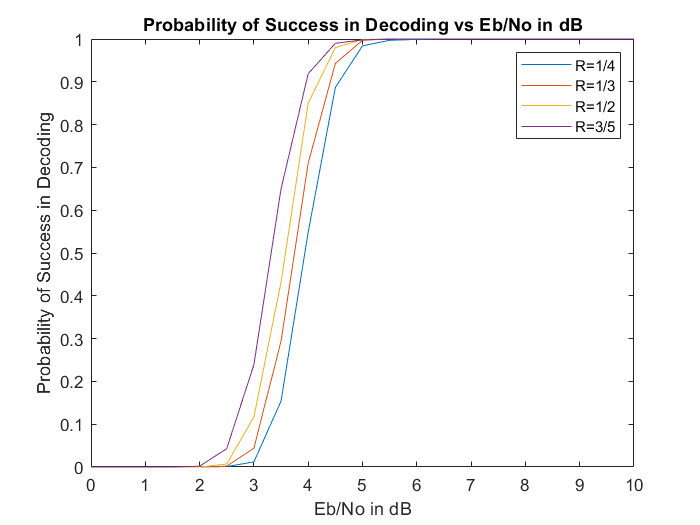 Probability of Success in Decoding vs Eb/No in dB
1
0.9
0.8
0.7
0.6
0.5
0.4
0.3
0.2
0.1
0
Probability of Success in Decoding
R=1/4
R=1/3
R=1/2
R=3/5
0 1 2 3 4 5 6 7 8 9 10
Eb/No in dB